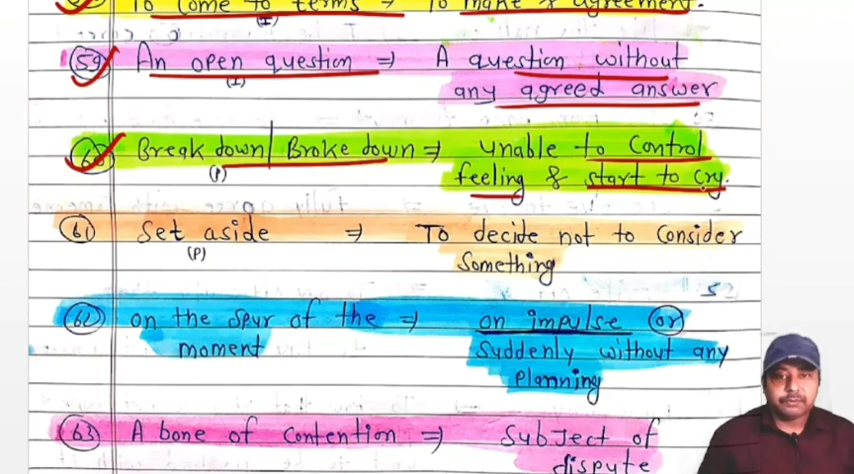 To come to terms → To make a agreement.
(I)
59 An open question ⇒ A question without
(I) any agreed answer
60 Break down/Broke down ⇒ unable to control
(P) feeling & start to cry.
61 Set aside ⇒ To decide not to consider
(P) Something
62 on the spur of the ⇒ on impulse (or)
moment Suddenly without any
Planning
63 A bone of contention ⇒ Subject of
dispute